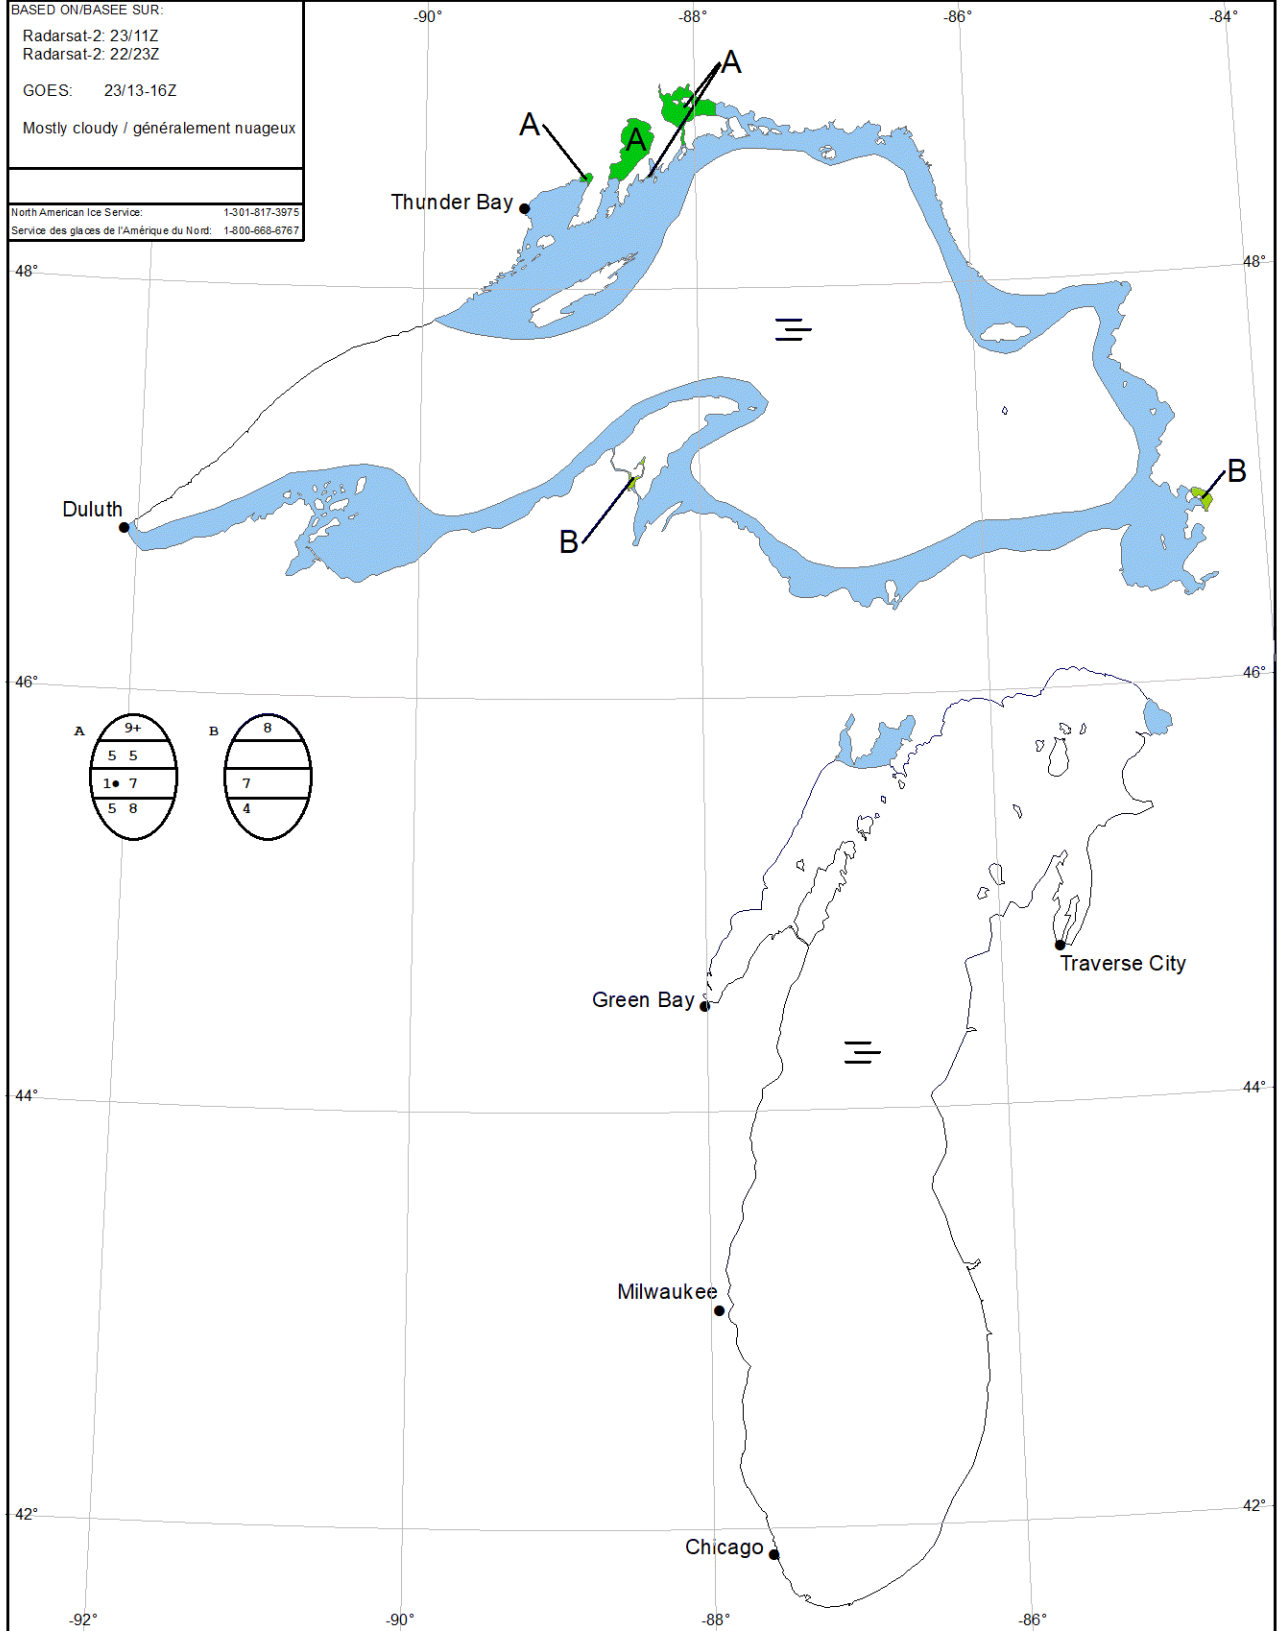 BASED ON/BASEE SUR:
Radarsat-2: 23/11Z
Radarsat-2: 22/23Z
GOES: 23/13-16Z
Mostly cloudy / généralement nuageux
North American Ice Service: 1-301-817-3975
Service des glaces de l'Amérique du Nord: 1-800-668-6767
-90° -88° -86° -84°
A
A
A
Thunder Bay
48° 48°
B
Duluth
B
46° 46°
A 9+ B 8
5 5
1• 7 7
5 8 4
Traverse City
Green Bay
44° 44°
Milwaukee
42° 42°
Chicago
-92° -90° -88° -86°